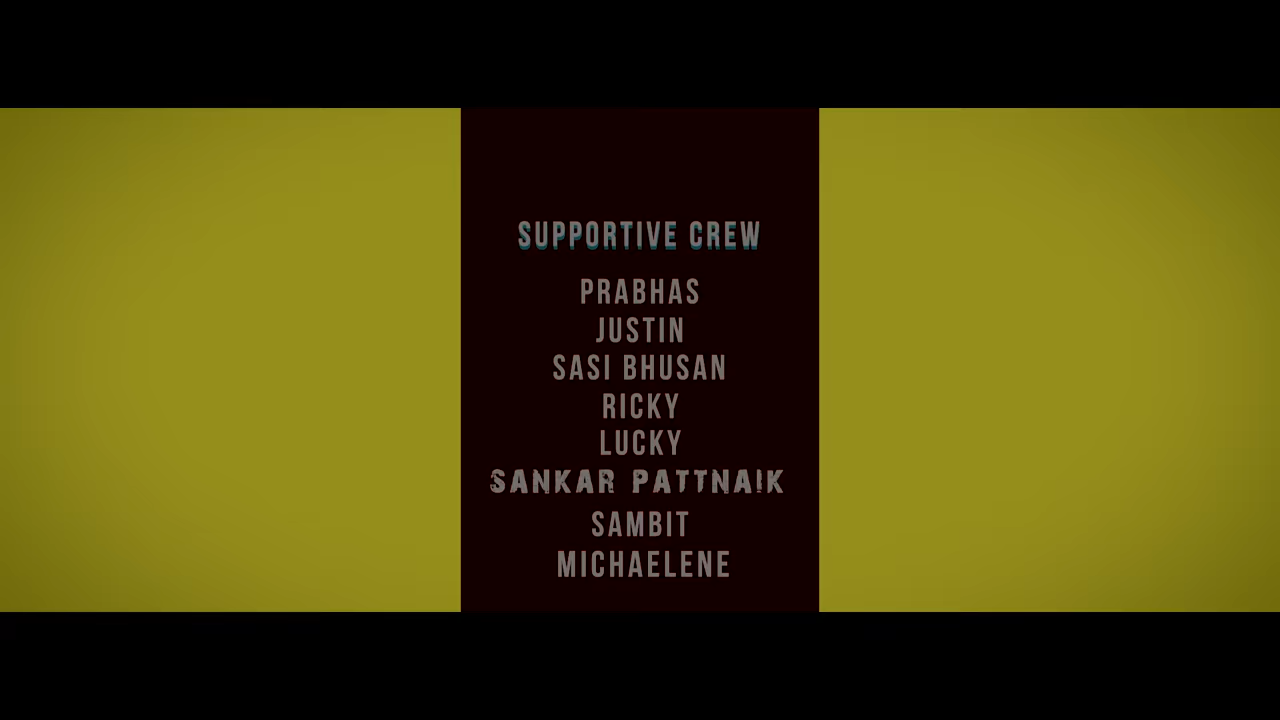 SUPPORTIVE CREW
PRABHAS
JUSTIN
SASI BHUSAN
RICKY
LUCKY
SANKAR PATTNAIK
SAMBIT
MICHAELENE